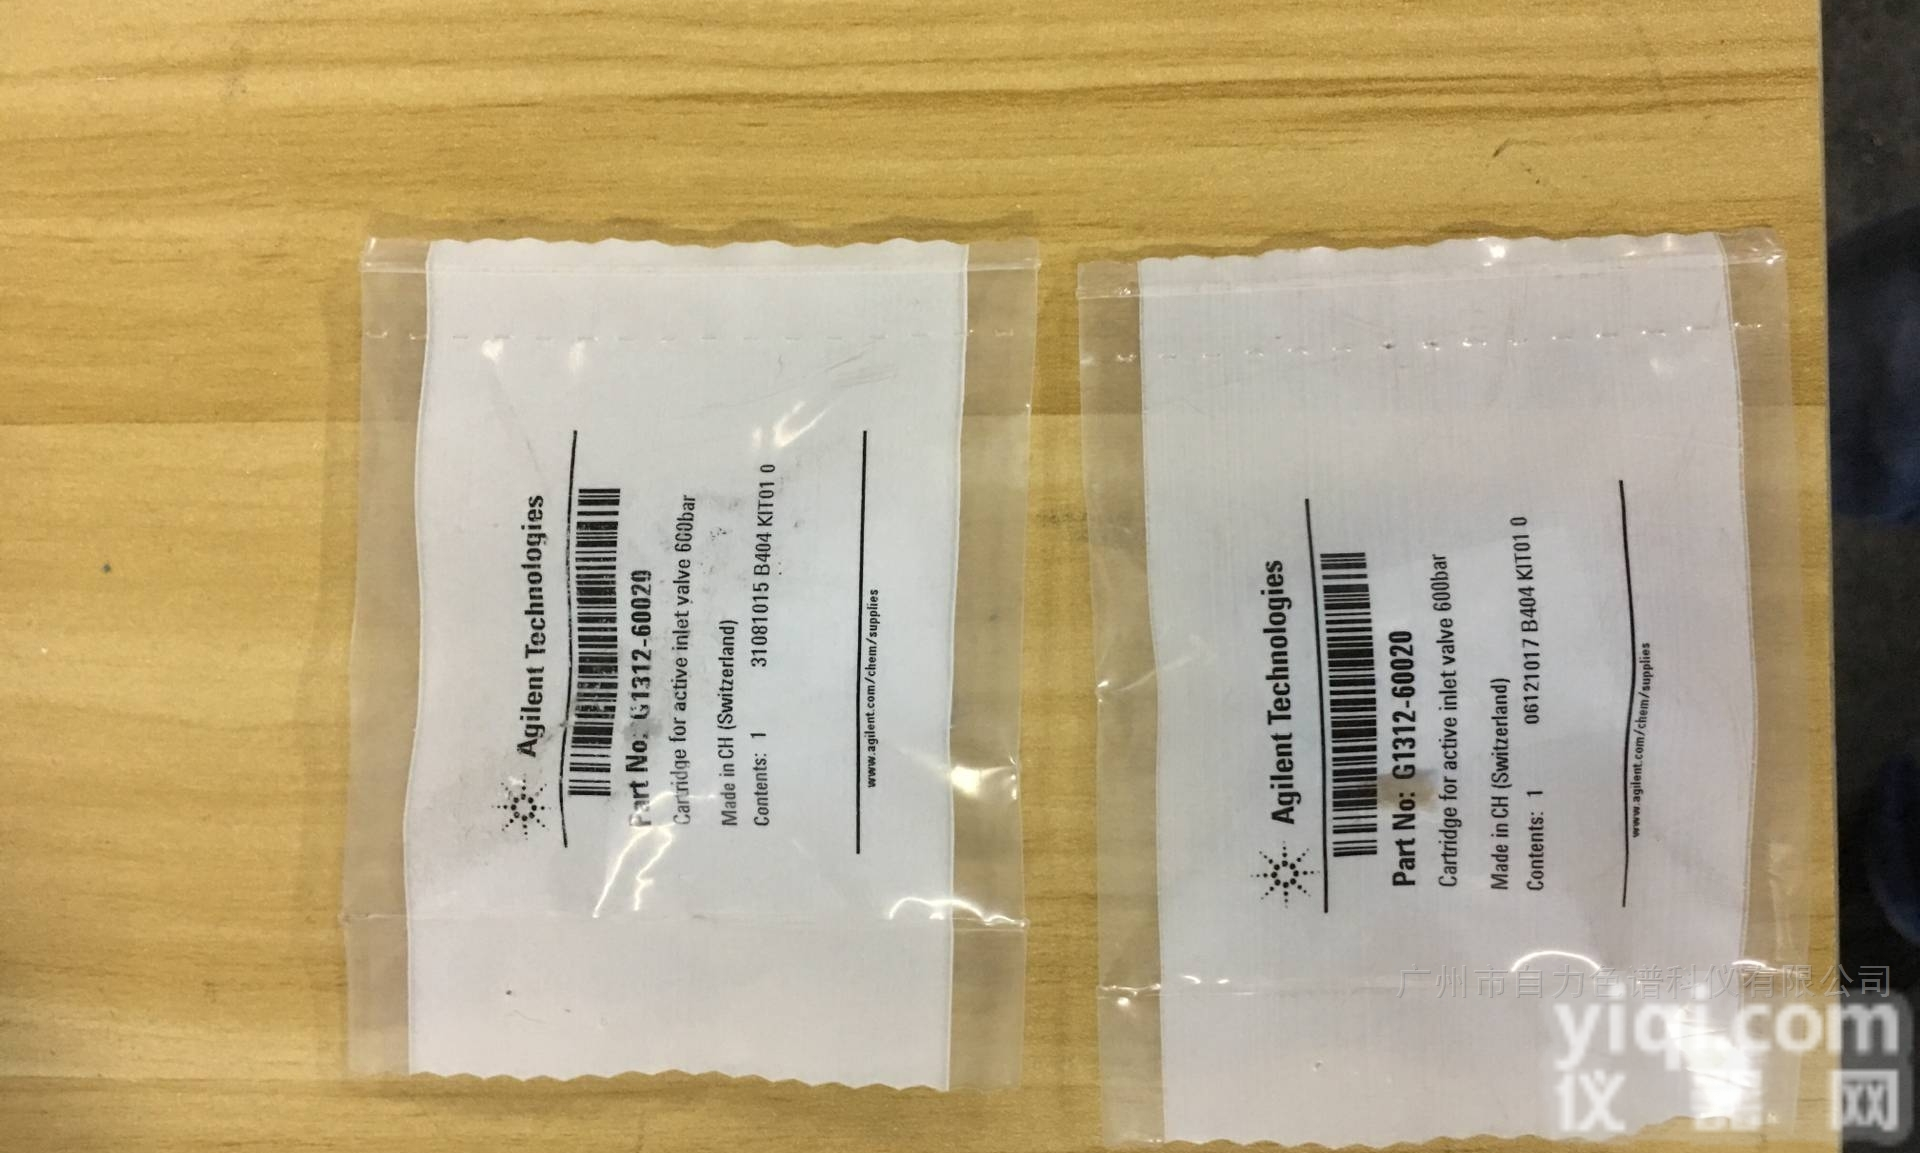 Agilent Technologies
Part No: G1312-60020
Cartridge for active inlet valve 600bar
Made in CH (Switzerland)
Contents: 1 31081015 B404 KIT01 0
www.agilent.com/chem/supplies
Agilent Technologies
Part No: G1312-60020
Cartridge for active inlet valve 600bar
Made in CH (Switzerland)
Contents: 1 06121017 B404 KIT01 0
www.agilent.com/chem/supplies
广州市自力色谱科仪有限公司
yiqi.com
仪器网